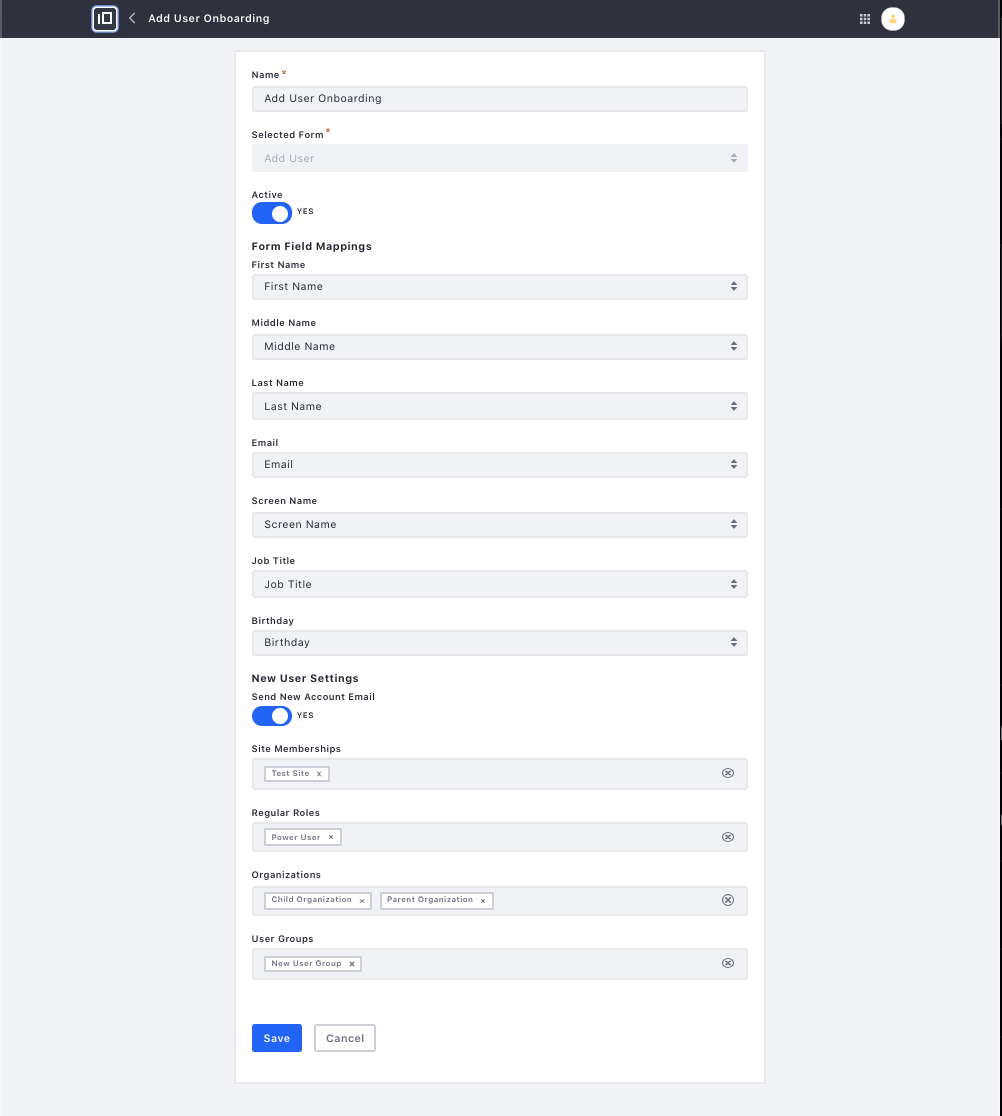 Add User Onboarding
Name*
Add User Onboarding
Selected Form*
Add User
Active
YES
Form Field Mappings
First Name
First Name
Middle Name
Middle Name
Last Name
Last Name
Email
Email
Screen Name
Screen Name
Job Title
Job Title
Birthday
Birthday
New User Settings
Send New Account Email
YES
Site Memberships
Test Site ×
Regular Roles
Power User ×
Organizations
Child Organization × Parent Organization ×
User Groups
New User Group ×
Save Cancel